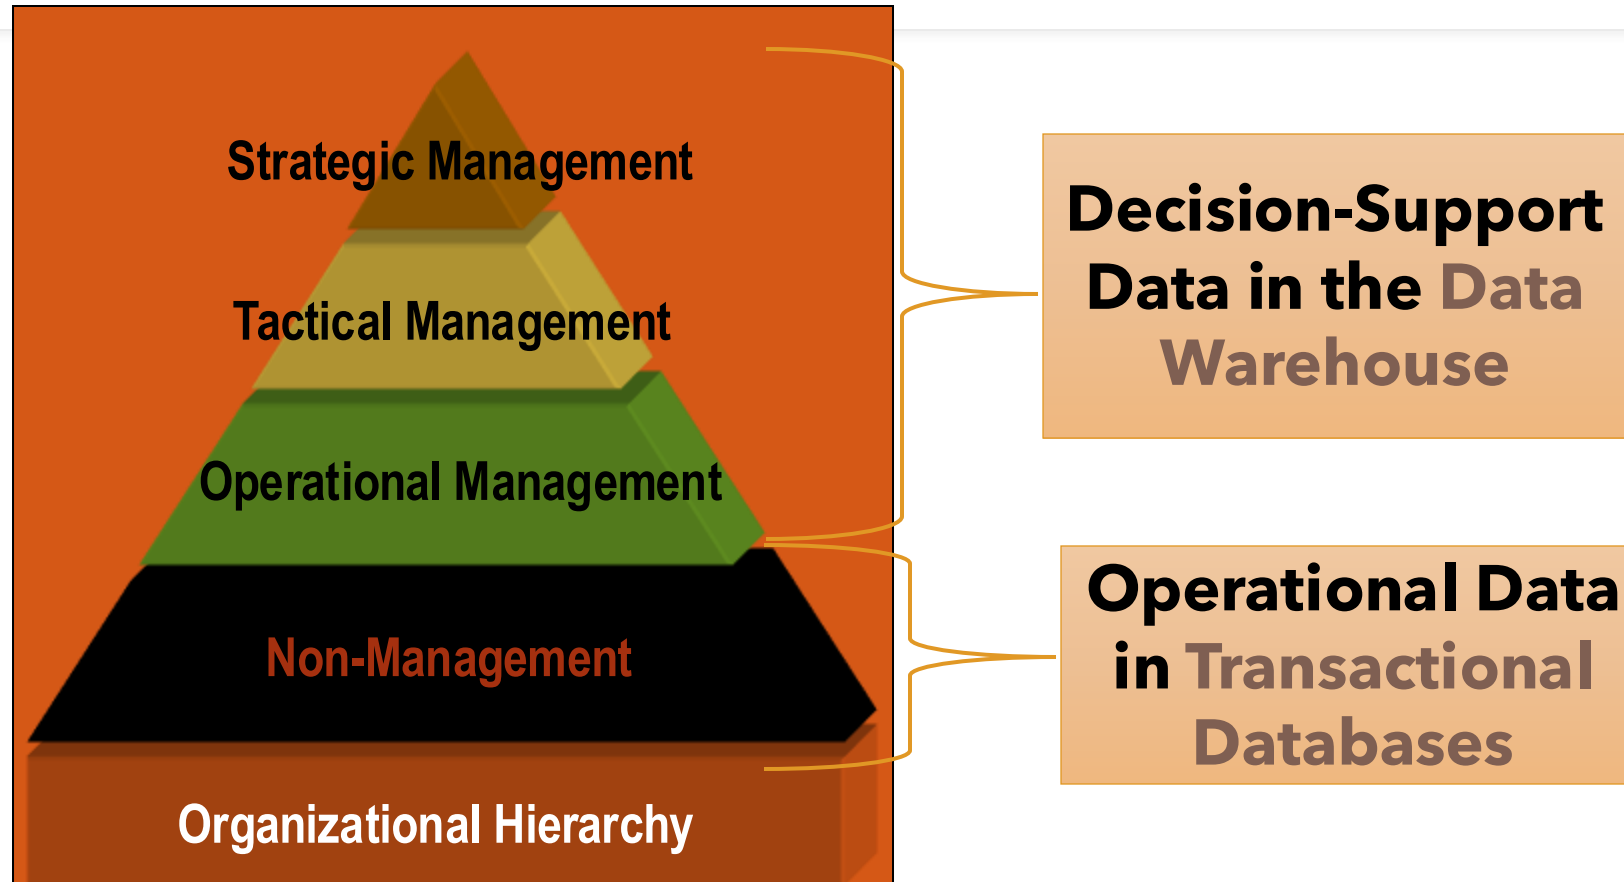 Strategic Management
Tactical Management
Operational Management
Non-Management
Organizational Hierarchy
Decision-Support
Data in the Data
Warehouse
Operational Data
in Transactional
Databases